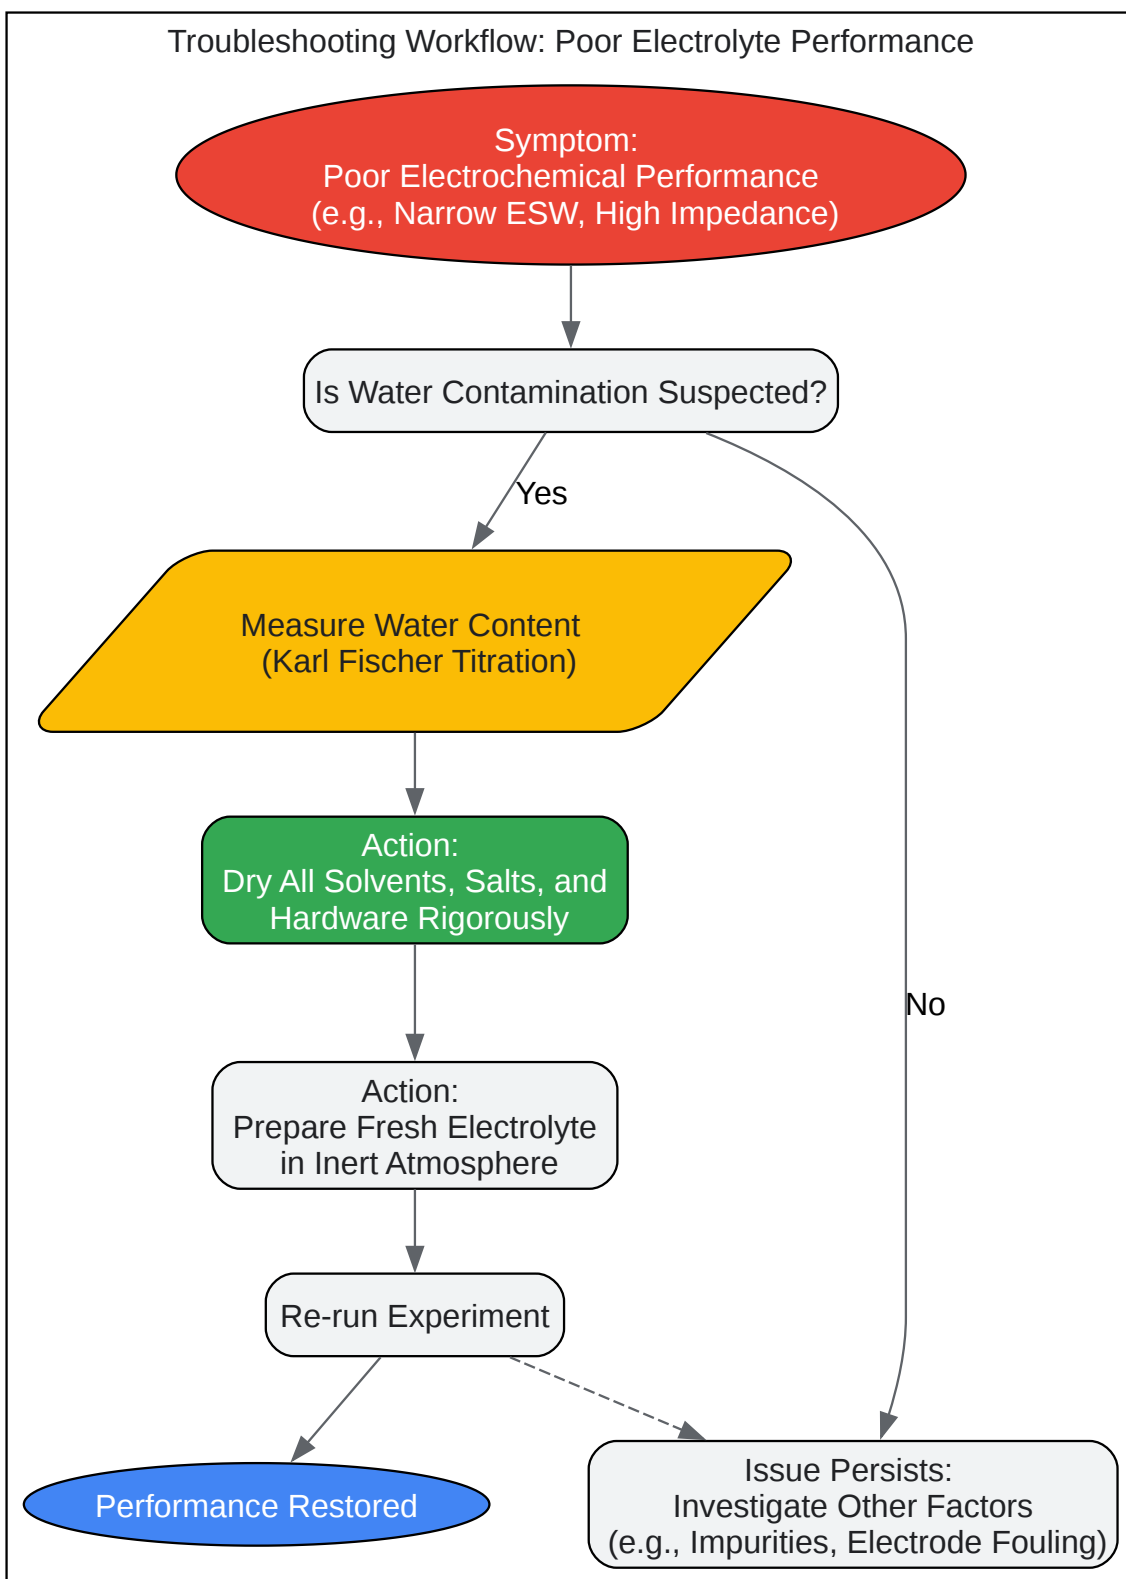 Troubleshooting Workflow: Poor Electrolyte Performance
Symptom:
Poor Electrochemical Performance
(e.g., Narrow ESW, High Impedance)
Is Water Contamination Suspected?
Yes
Measure Water Content
(Karl Fischer Titration)
Action:
Dry All Solvents, Salts, and
Hardware Rigorously
No
Action:
Prepare Fresh Electrolyte
in Inert Atmosphere
Re-run Experiment
Performance Restored
Issue Persists:
Investigate Other Factors
(e.g., Impurities, Electrode Fouling)